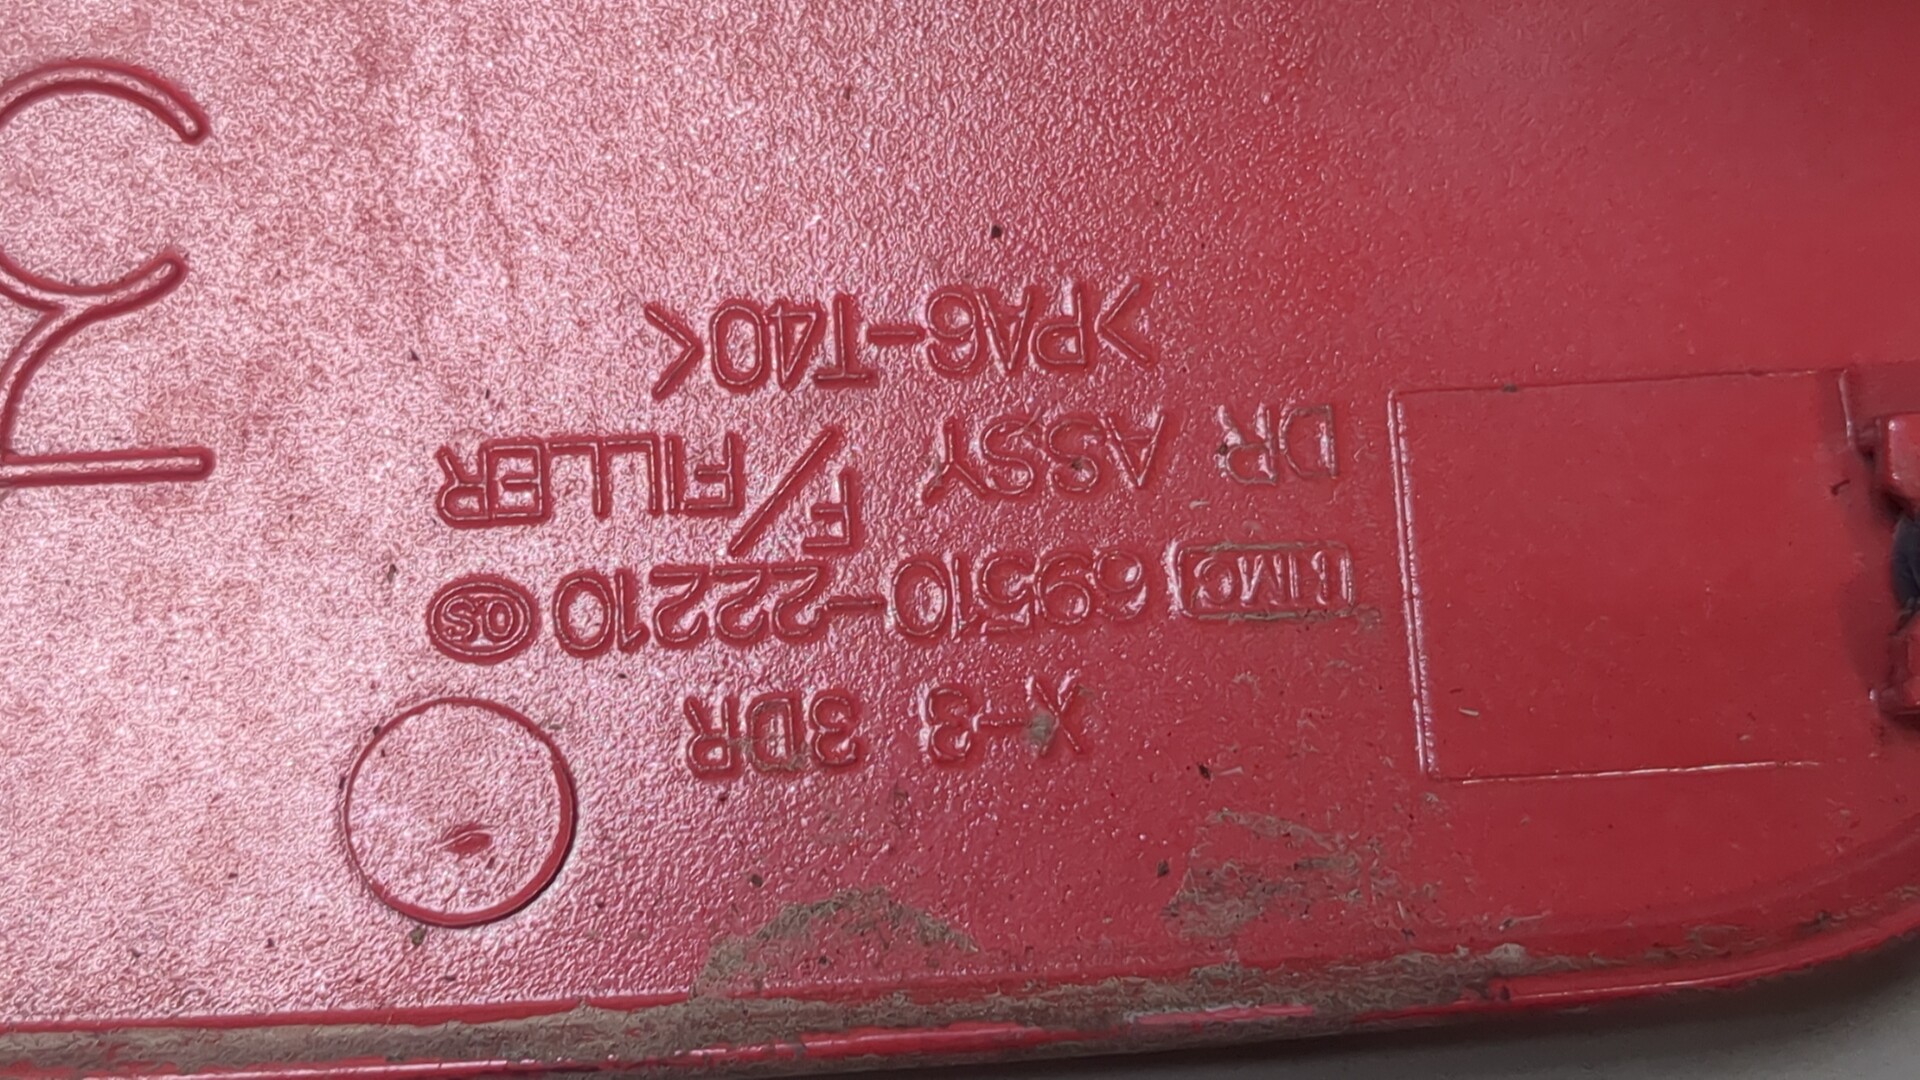 X-3 3DR
HMC 69510-22210 OS
DR ASSY F/FILLER
>PA6-T40<